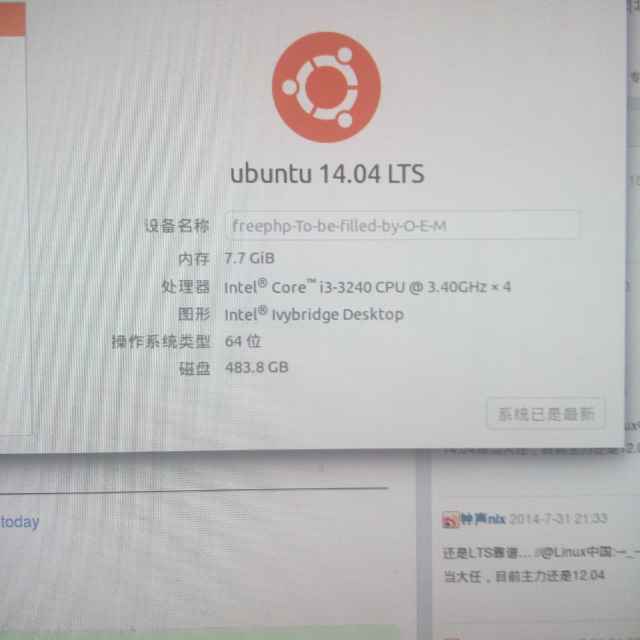 ubuntu 14.04 LTS
设备名称 freephp-To-be-filled-by-O-E-M
内存 7.7 GiB
处理器 Intel® Core™ i3-3240 CPU @ 3.40GHz × 4
图形 Intel® Ivybridge Desktop
操作系统类型 64 位
磁盘 483.8 GB
系统已是最新
today
钟声nix 2014-7-31 21:33
还是LTS靠谱... //@Linux中国:
当大任，目前主力还是12.04